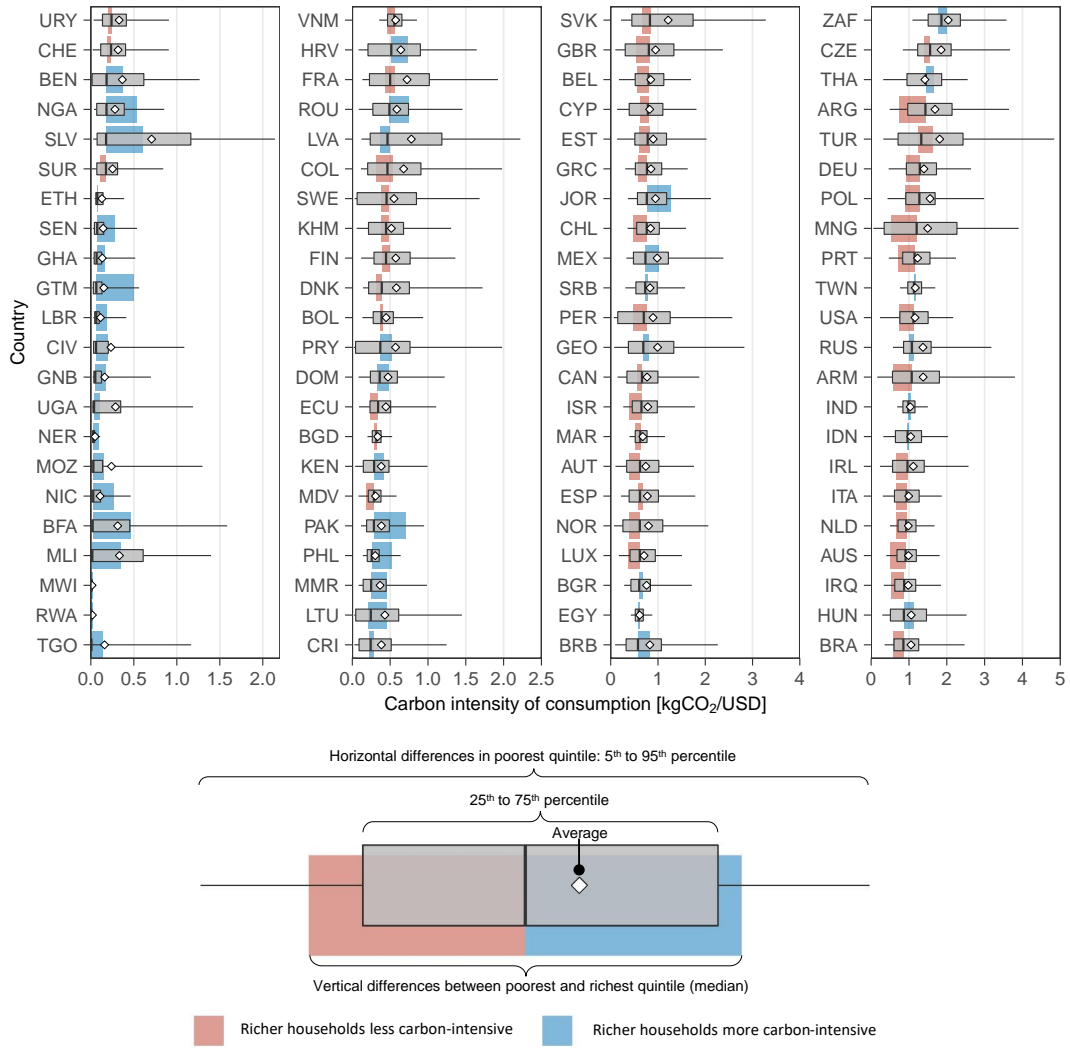 Country
URY
CHE
BEN
NGA
SLV
SUR
ETH
SEN
GHA
GTM
LBR
CIV
GNB
UGA
NER
MOZ
NIC
BFA
MLI
MWI
RWA
TGO
0.0 0.5 1.0 1.5 2.0
VNM
HRV
FRA
ROU
LVA
COL
SWE
KHM
FIN
DNK
BOL
PRY
DOM
ECU
BGD
KEN
MDV
PAK
PHL
MMR
LTU
CRI
0.0 0.5 1.0 1.5 2.0 2.5
SVK
GBR
BEL
CYP
EST
GRC
JOR
CHL
MEX
SRB
PER
GEO
CAN
ISR
MAR
AUT
ESP
NOR
LUX
BGR
EGY
BRB
0 1 2 3 4
ZAF
CZE
THA
ARG
TUR
DEU
POL
MNG
PRT
TWN
USA
RUS
ARM
IND
IDN
IRL
ITA
NLD
AUS
IRQ
HUN
BRA
0 1 2 3 4 5
Carbon intensity of consumption [kgCO₂/USD]
Horizontal differences in poorest quintile: 5th to 95th percentile
25th to 75th percentile
Average
Vertical differences between poorest and richest quintile (median)
Richer households less carbon-intensive
Richer households more carbon-intensive